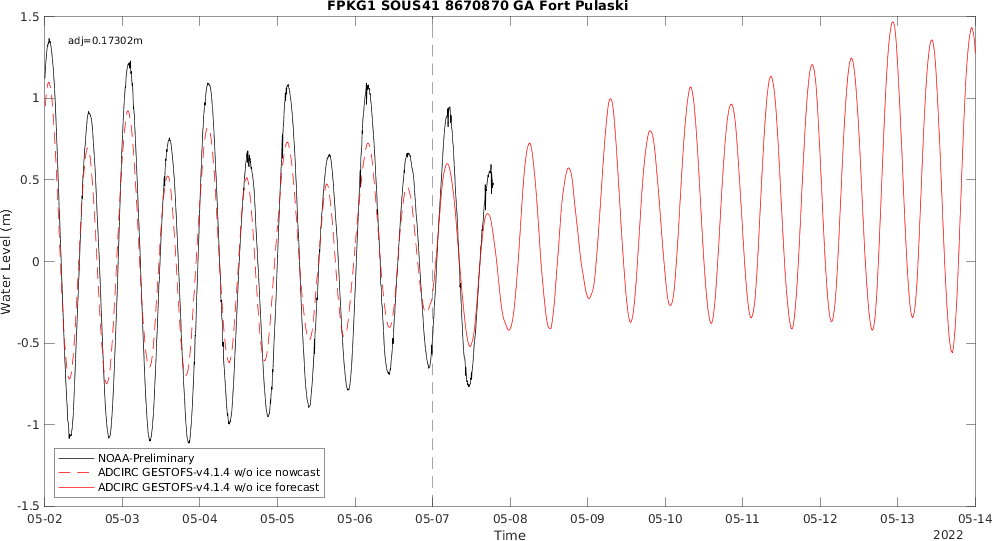 FPKG1 SOUS41 8670870 GA Fort Pulaski
adj=0.17302m
1.5
1
0.5
0
-0.5
-1
-1.5
Water Level (m)
NOAA-Preliminary
ADCIRC GESTOFS-v4.1.4 w/o ice nowcast
ADCIRC GESTOFS-v4.1.4 w/o ice forecast
05-02 05-03 05-04 05-05 05-06 05-07 05-08 05-09 05-10 05-11 05-12 05-13 05-14
Time
2022